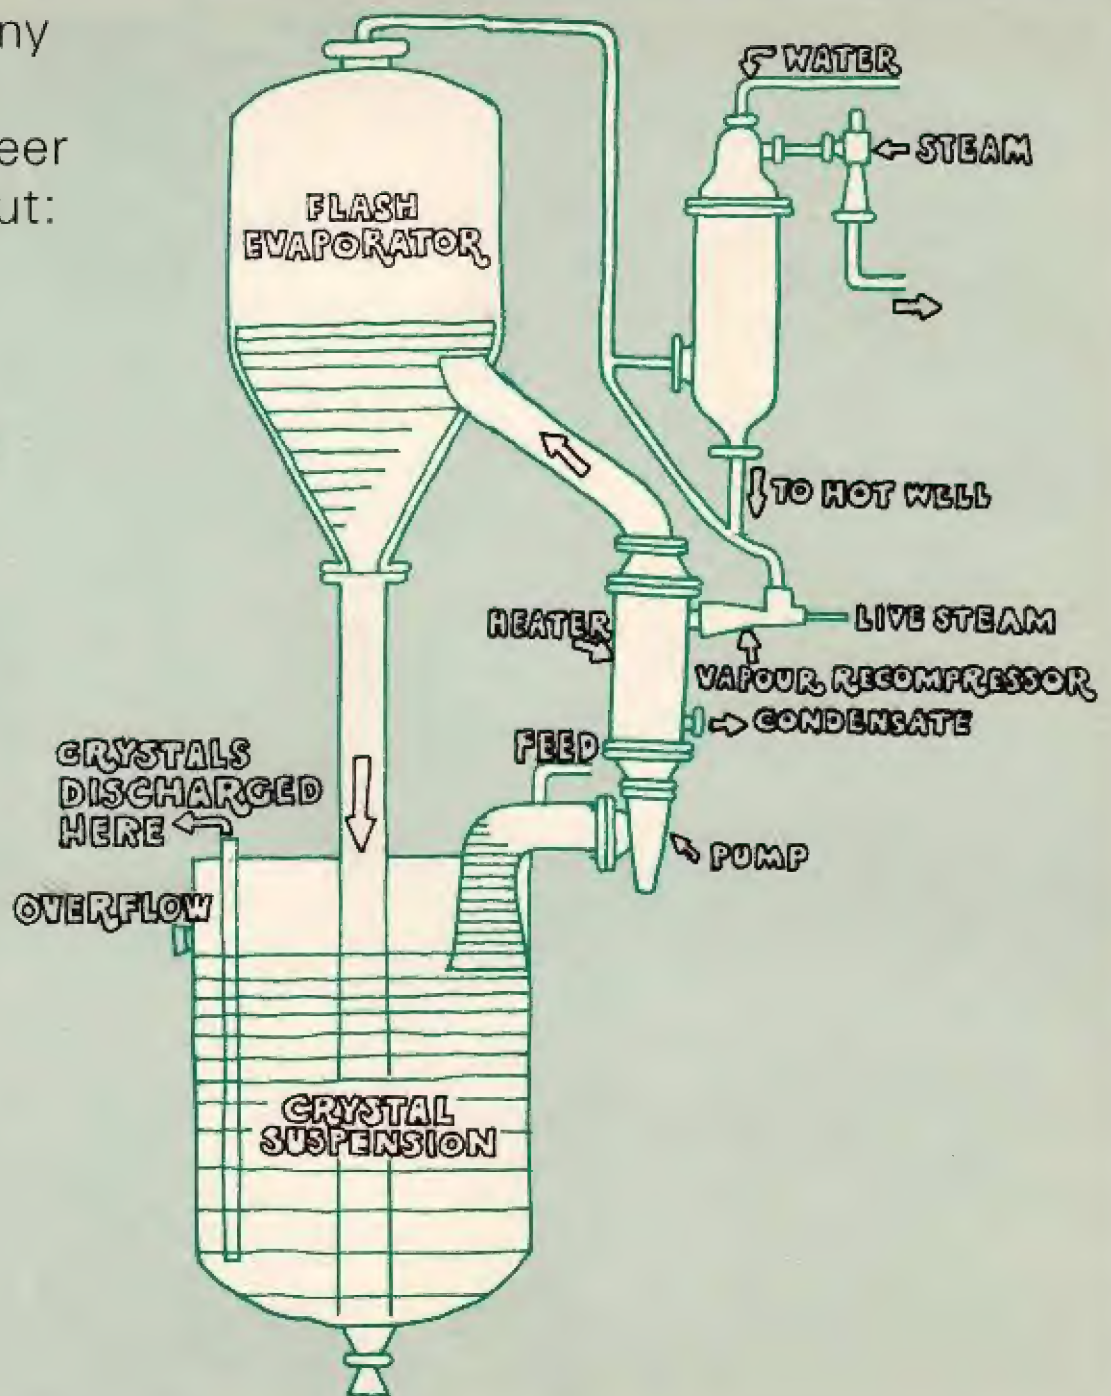 ny
eer
ut:
WATER
STEAM
FLASH
EVAPORATOR
TO HOT WELL
HEATER
LIVE STEAM
VAPOUR RECOMPRESSOR
CONDENSATE
FEED
CRYSTALS
DISCHARGED
HERE
PUMP
OVERFLOW
CRYSTAL
SUSPENSION